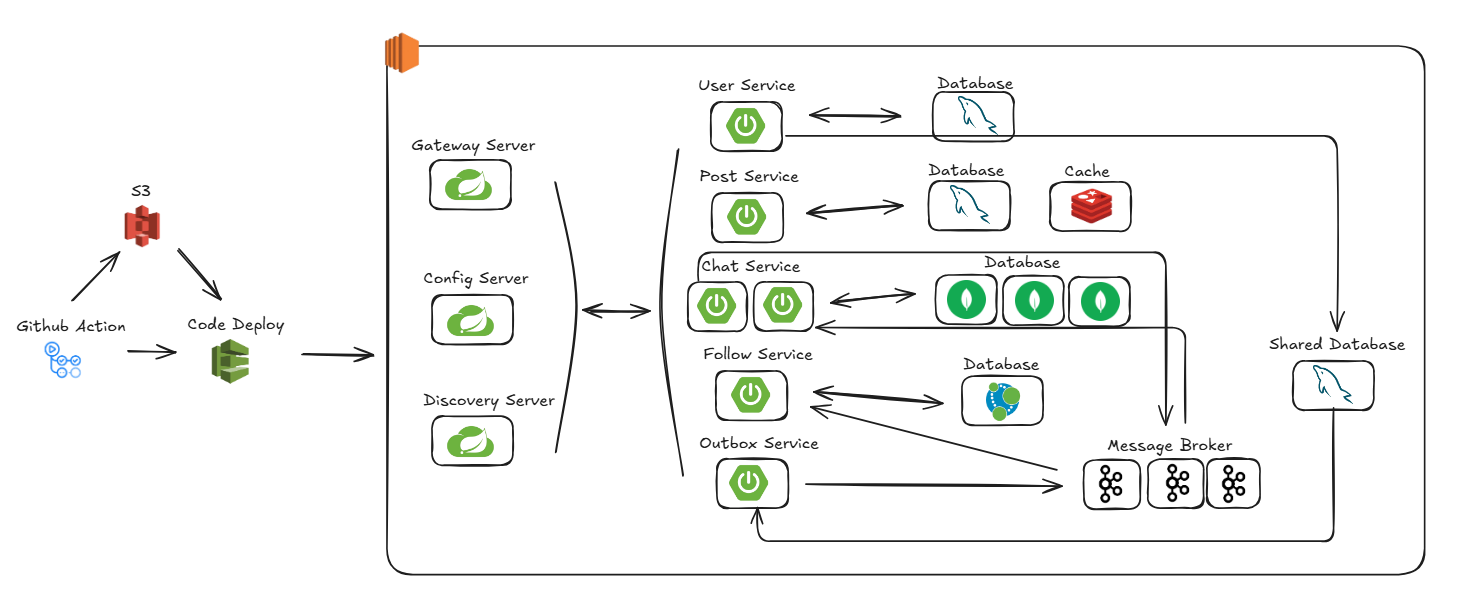 S3
Github Action
Code Deploy
Gateway Server
Config Server
Discovery Server
User Service
Database
Post Service
Database
Cache
Chat Service
Database
Follow Service
Database
Outbox Service
Message Broker
Shared Database